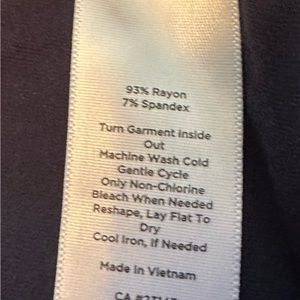 93% Rayon
7% Spandex
Turn Garment Inside
Out
Machine Wash Cold
Gentle Cycle
Only Non-Chlorine
Bleach When Needed
Reshape, Lay Flat To
Dry
Cool Iron, if Needed
Made in Vietnam
CA